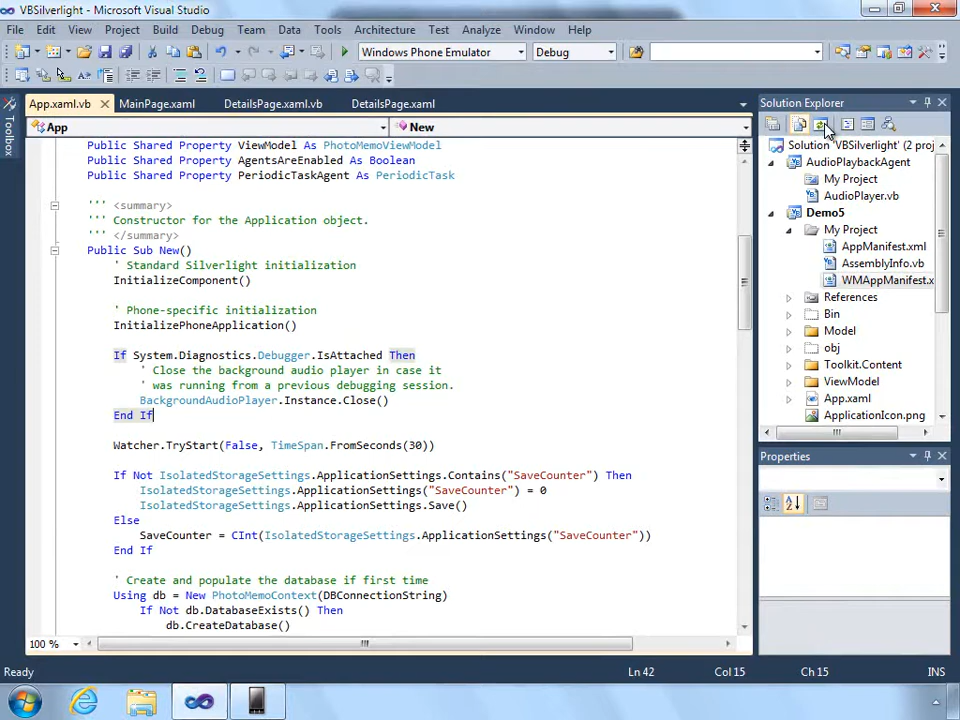 VBSilverlight - Microsoft Visual Studio
File Edit View Project Build Debug Team Data Tools Architecture Test Analyze Window Help
Windows Phone Emulator Debug
App.xaml.vb MainPage.xaml DetailsPage.xaml.vb DetailsPage.xaml
App New
Public Shared Property ViewModel As PhotoMemoViewModel
Public Shared Property AgentsAreEnabled As Boolean
Public Shared Property PeriodicTaskAgent As PeriodicTask
''' <summary>
''' Constructor for the Application object.
''' </summary>
Public Sub New()
' Standard Silverlight initialization
InitializeComponent()
' Phone-specific initialization
InitializePhoneApplication()
If System.Diagnostics.Debugger.IsAttached Then
' Close the background audio player in case it
' was running from a previous debugging session.
BackgroundAudioPlayer.Instance.Close()
End If
Watcher.TryStart(False, TimeSpan.FromSeconds(30))
If Not IsolatedStorageSettings.ApplicationSettings.Contains("SaveCounter") Then
IsolatedStorageSettings.ApplicationSettings("SaveCounter") = 0
IsolatedStorageSettings.ApplicationSettings.Save()
Else
SaveCounter = CInt(IsolatedStorageSettings.ApplicationSettings("SaveCounter"))
End If
' Create and populate the database if first time
Using db = New PhotoMemoContext(DBConnectionString)
If Not db.DatabaseExists() Then
db.CreateDatabase()
100 %
Toolbox
Solution Explorer
Solution 'VBSilverlight' (2 proj
AudioPlaybackAgent
My Project
AudioPlayer.vb
Demo5
My Project
AppManifest.xml
AssemblyInfo.vb
WMAppManifest.x
References
Bin
Model
obj
Toolkit.Content
ViewModel
App.xaml
ApplicationIcon.png
Properties
Ready Ln 42 Col 15 Ch 15 INS